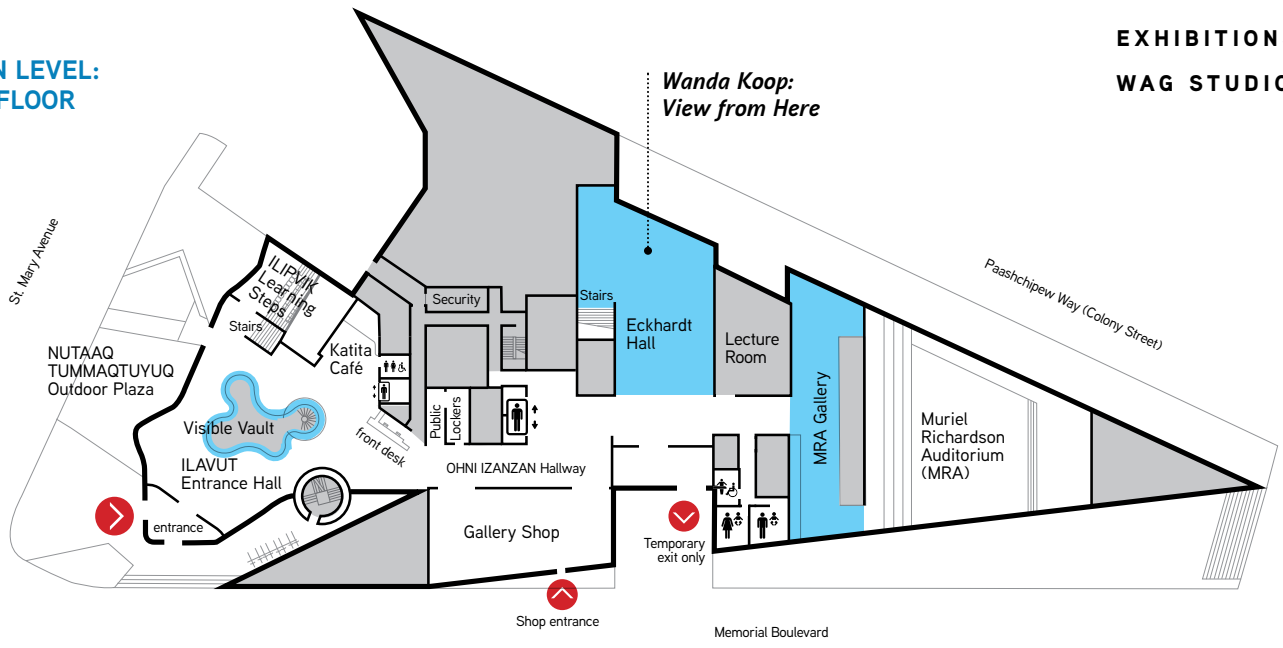 EXHIBITION
WAG STUDIO
N LEVEL:
FLOOR
Wanda Koop:
View from Here
St. Mary Avenue
Paashchipew Way (Colony Street)
ILIPVIK
Learning
Steps
Stairs
Security
Stairs
Eckhardt
Hall
Lecture
Room
Katita
Café
NUTAAQ
TUMMAQTUYUQ
Outdoor Plaza
Public
Lockers
MRA Gallery
Muriel
Richardson
Auditorium
(MRA)
Visible Vault
front desk
ILAVUT
Entrance Hall
OHNI IZANZAN Hallway
entrance
Gallery Shop
Temporary
exit only
Shop entrance
Memorial Boulevard